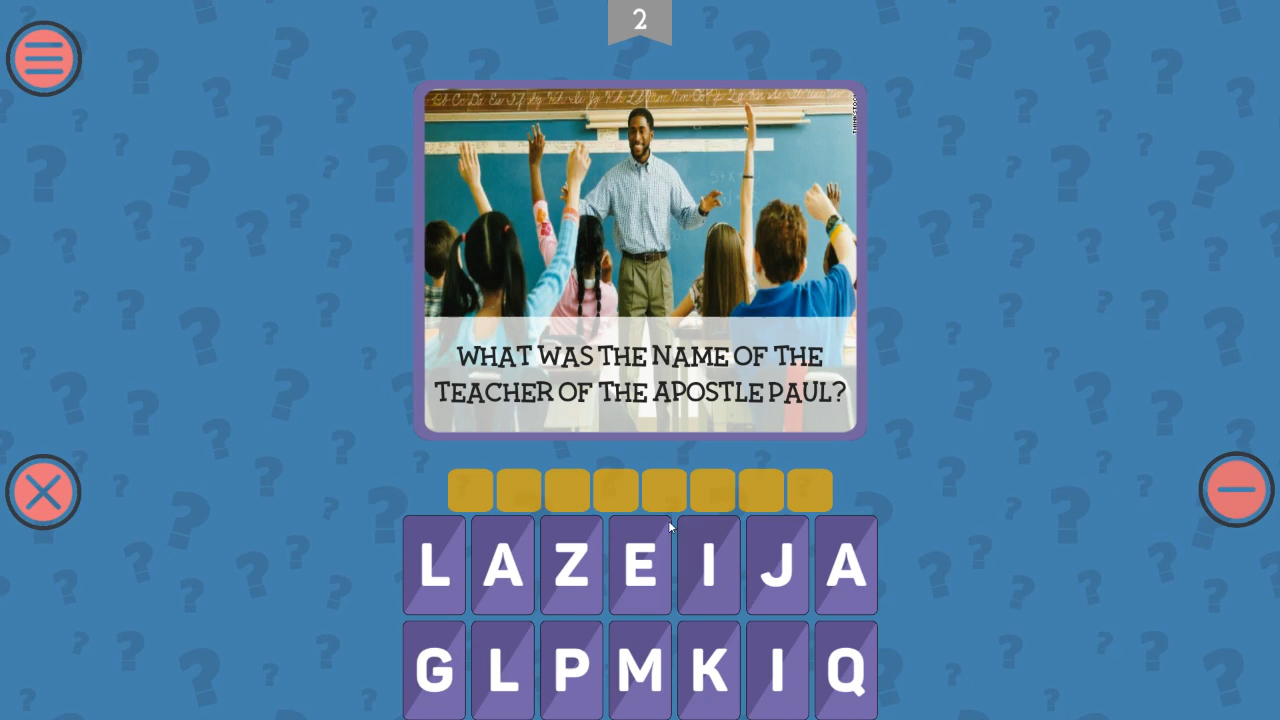 2
WHAT WAS THE NAME OF THE
TEACHER OF THE APOSTLE PAUL?
L A Z E I J A
G L P M K I Q